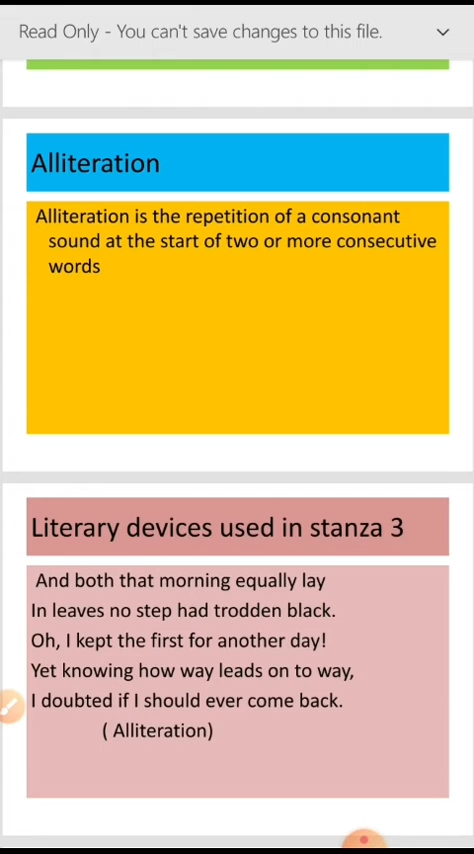 Read Only - You can't save changes to this file.
Alliteration
Alliteration is the repetition of a consonant
sound at the start of two or more consecutive
words
Literary devices used in stanza 3
And both that morning equally lay
In leaves no step had trodden black.
Oh, I kept the first for another day!
Yet knowing how way leads on to way,
I doubted if I should ever come back.
( Alliteration)